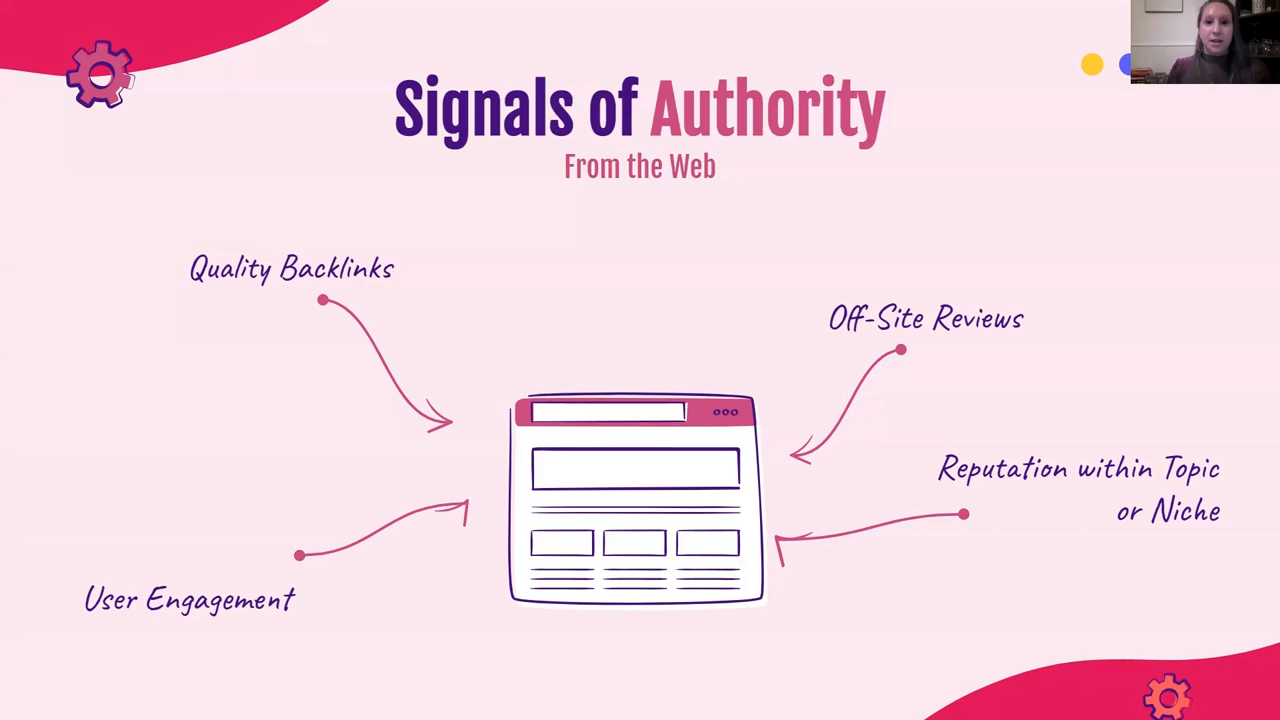 Signals of Authority
From the Web
Quality Backlinks
Off-Site Reviews
Reputation within Topic
or Niche
User Engagement